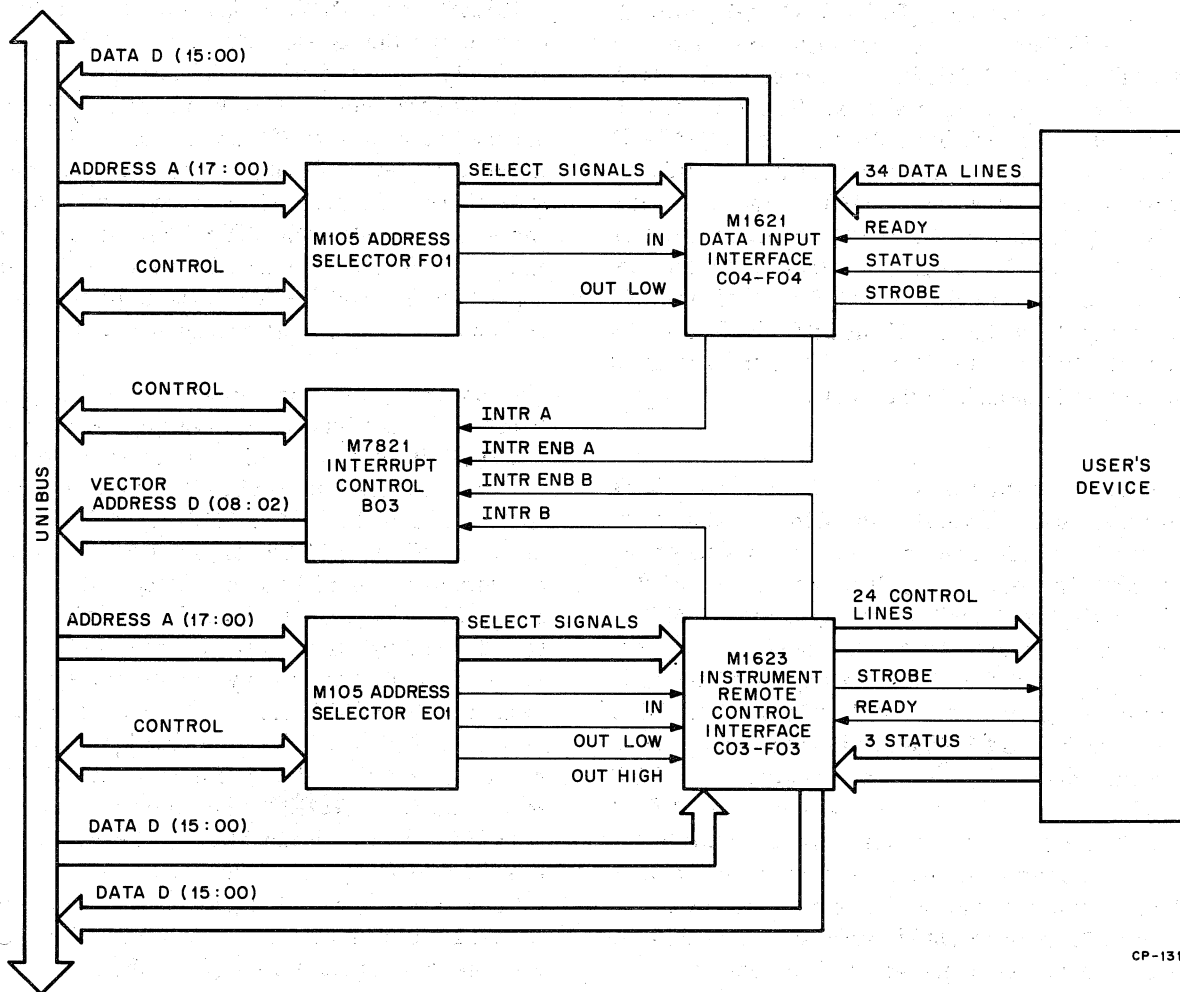 DATA D (15:00)
ADDRESS A (17:00)
SELECT SIGNALS
34 DATA LINES
M105 ADDRESS
SELECTOR F01
M1621
DATA INPUT
INTERFACE
C04-F04
IN
READY
CONTROL
STATUS
OUT LOW
STROBE
CONTROL
M7821
INTERRUPT
CONTROL
B03
INTR A
INTR ENB A
INTR ENB B
INTR B
VECTOR
ADDRESS D (08:02)
UNIBUS
USER'S
DEVICE
ADDRESS A (17:00)
SELECT SIGNALS
24 CONTROL
LINES
M105 ADDRESS
SELECTOR E01
M1623
INSTRUMENT
REMOTE
CONTROL
INTERFACE
C03-F03
STROBE
IN
READY
CONTROL
OUT LOW
3 STATUS
OUT HIGH
DATA D (15:00)
DATA D (15:00)
CP-131